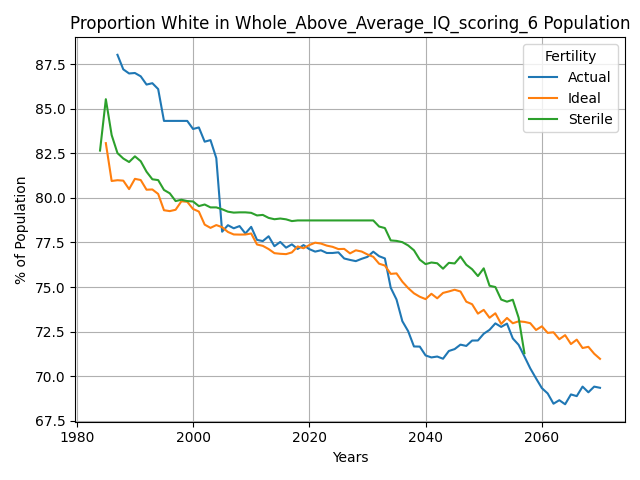 Proportion White in Whole_Above_Average_IQ_scoring_6 Population
Fertility
Actual
Ideal
Sterile
% of Population
87.5
85.0
82.5
80.0
77.5
75.0
72.5
70.0
67.5
1980
2000
2020
2040
2060
Years